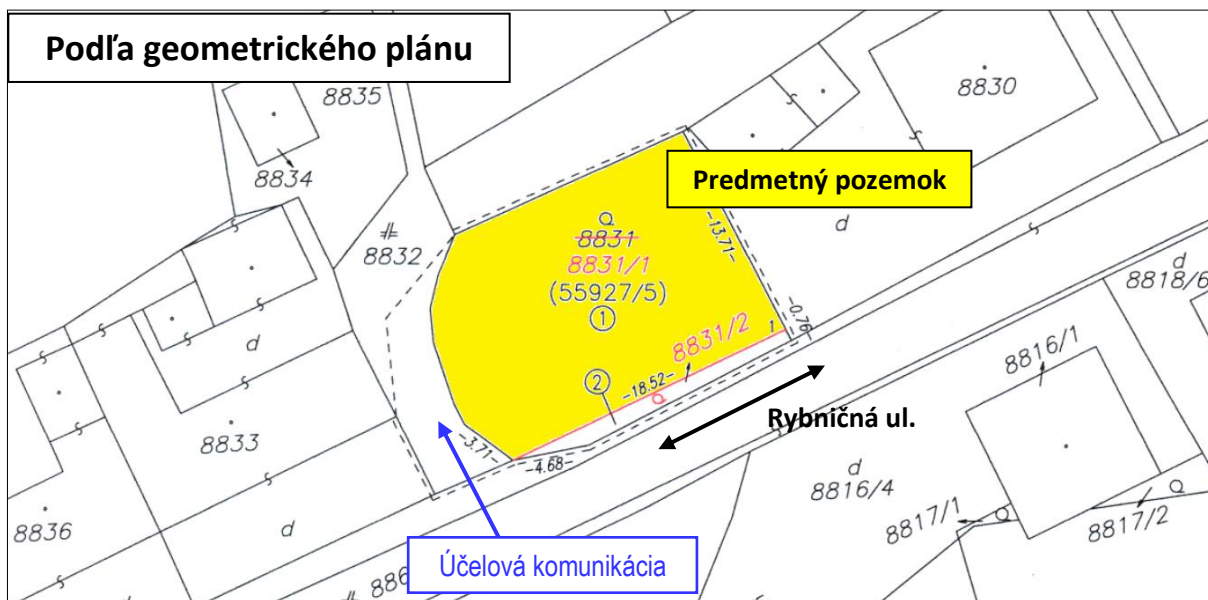 Podľa geometrického plánu
8835
8834
8830
Predmetný pozemok
8832
8831
8831/1
(55927/5)
1
-13.71-
d
-0.76
1
8831/2
2
-18.52-
d
8818/6
8816/1
Rybničná ul.
d
8833
-3.71-
-4.68-
d
8816/4
8817/1
8817/2
8836
d
Účelová komunikácia
d